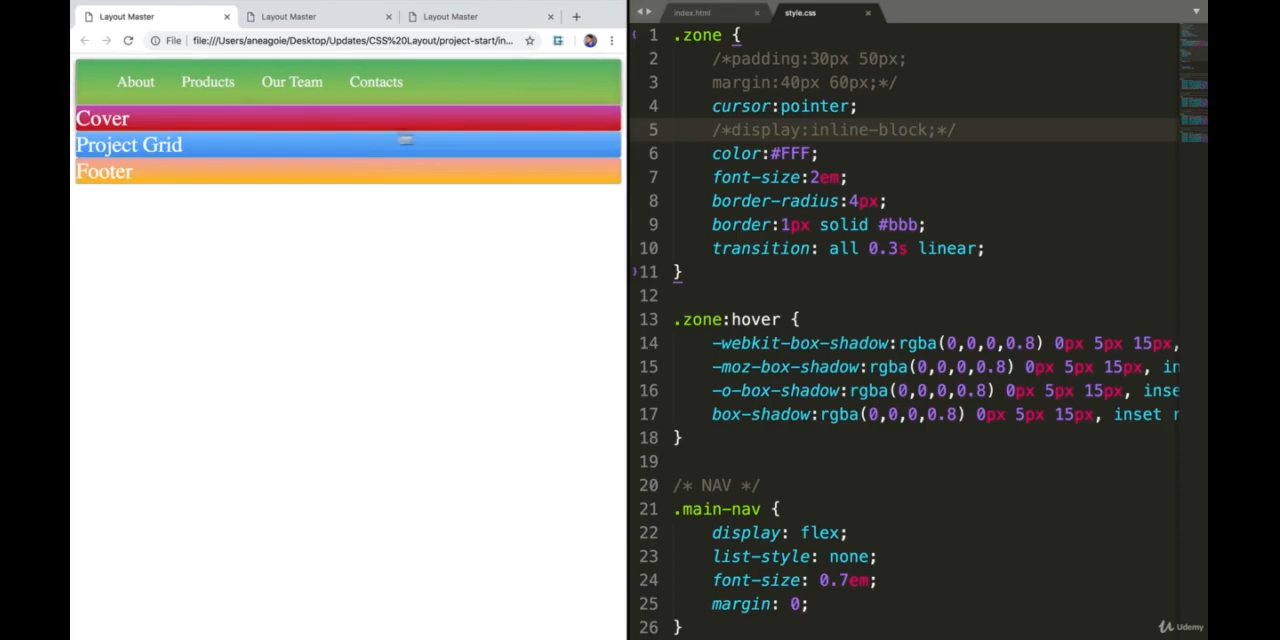 Layout Master
Layout Master
Layout Master
File
file:///Users/aneagoie/Desktop/Updates/CSS%20Layout/project-start/in...
About Products Our Team Contacts
Cover
Project Grid
Footer
index.html
style.css
1 .zone {
2 /*padding:30px 50px;
3 margin:40px 60px;*/
4 cursor:pointer;
5 /*display:inline-block;*/
6 color:#FFF;
7 font-size:2em;
8 border-radius:4px;
9 border:1px solid #bbb;
10 transition: all 0.3s linear;
11 }
12
13 .zone:hover {
14 -webkit-box-shadow:rgba(0,0,0,0.8) 0px 5px 15px,
15 -moz-box-shadow:rgba(0,0,0,0.8) 0px 5px 15px, in
16 -o-box-shadow:rgba(0,0,0,0.8) 0px 5px 15px, inse
17 box-shadow:rgba(0,0,0,0.8) 0px 5px 15px, inset r
18 }
19
20 /* NAV */
21 .main-nav {
22 display: flex;
23 list-style: none;
24 font-size: 0.7em;
25 margin: 0;
26 }
Udemy